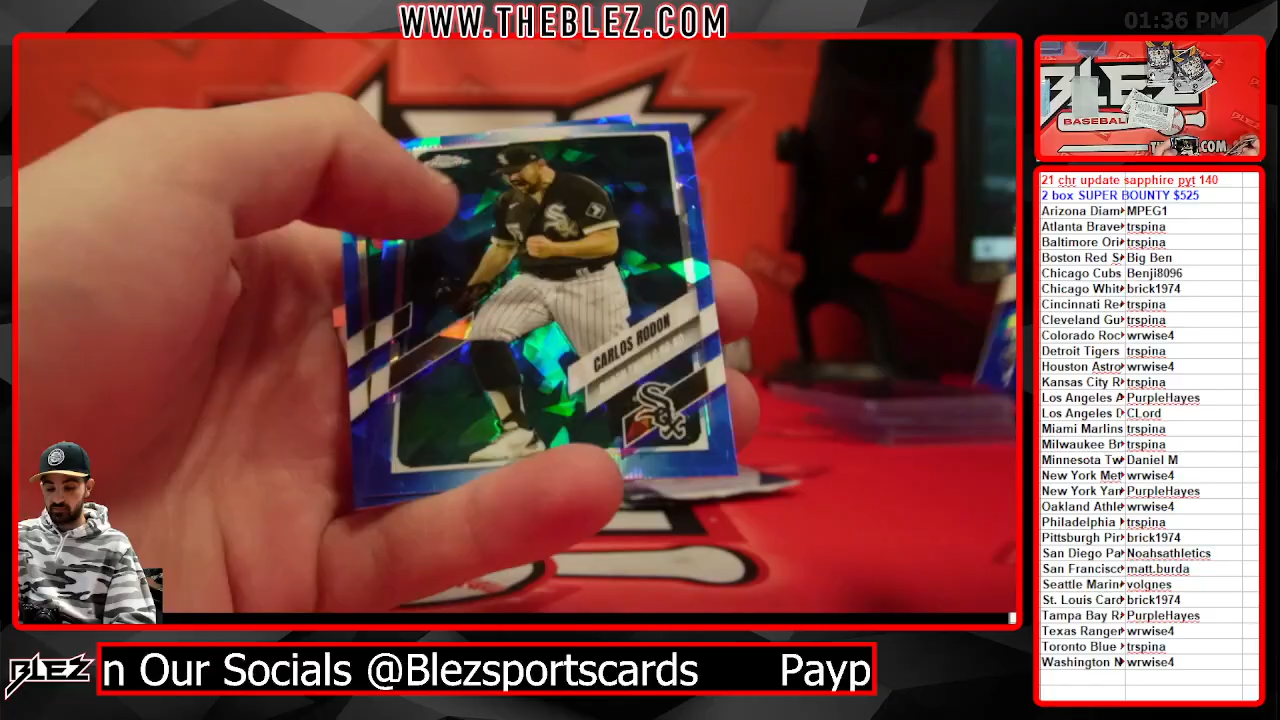 WWW.THEBLEZ.COM
01:36 PM
BLEZ
BASEBAL
.COM
CARLOS RODON
Sox
21 chr update sapphire pyt 140
2 box SUPER BOUNTY $525
Arizona Diam MPEG1
Atlanta Brave trspina
Baltimore Ori trspina
Boston Red S Big Ben
Chicago Cubs Benji8096
Chicago Whit brick1974
Cincinnati Re trspina
Cleveland Gu trspina
Colorado Roc wrwise4
Detroit Tigers trspina
Houston Astro wrwise4
Kansas City R trspina
Los Angeles A PurpleHayes
Los Angeles D CLord
Miami Marlins trspina
Milwaukee Br trspina
Minnesota Tw Daniel M
New York Met wrwise4
New York Yan PurpleHayes
Oakland Athle wrwise4
Philadelphia trspina
Pittsburgh Pir brick1974
San Diego Pa Noahsathletics
San Francisc matt.burda
Seattle Marin volgnes
St. Louis Card brick1974
Tampa Bay R PurpleHayes
Texas Ranger wrwise4
Toronto Blue trspina
Washington N wrwise4
BLEZ n Our Socials @Blezsportscards Payp